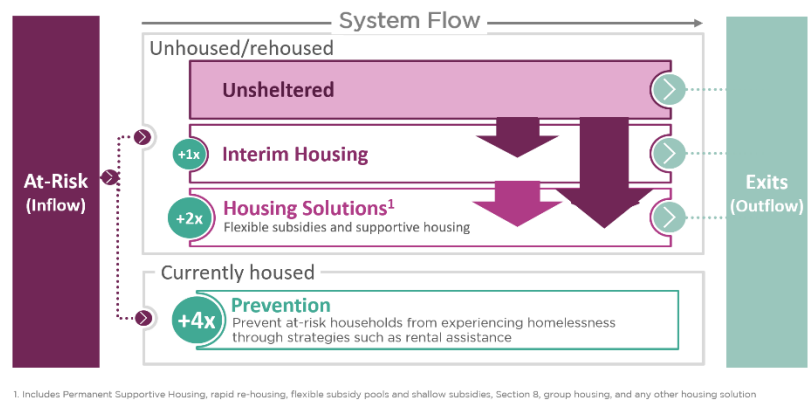 System Flow
Unhoused/rehoused
Unsheltered
+1x
Interim Housing
At-Risk
(Inflow)
Exits
(Outflow)
+2x
Housing Solutions1
Flexible subsidies and supportive housing
Currently housed
+4x
Prevention
Prevent at-risk households from experiencing homelessness
through strategies such as rental assistance
1. Includes Permanent Supportive Housing, rapid re-housing, flexible subsidy pools and shallow subsidies, Section 8, group housing, and any other housing solution